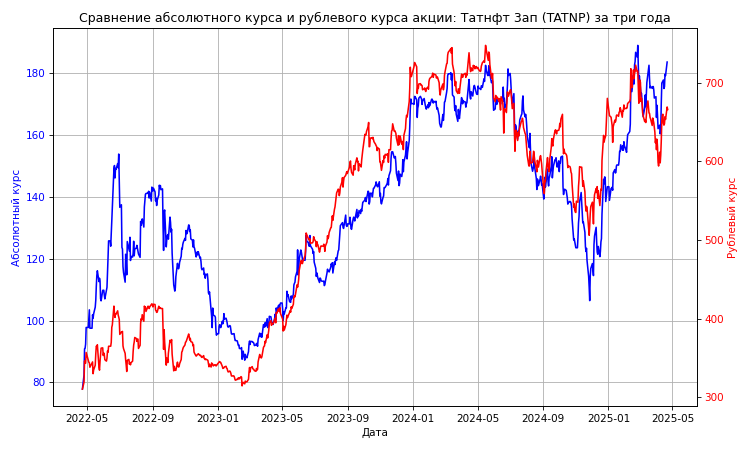 Сравнение абсолютного курса и рублевого курса акции: Татнфт 3ап (TATNP) за три года
Абсолютный курс
180
160
140
120
100
80
700
600
500
400
300
Рублевый курс
2022-05 2022-09 2023-01 2023-05 2023-09 2024-01 2024-05 2024-09 2025-01 2025-05
Дата